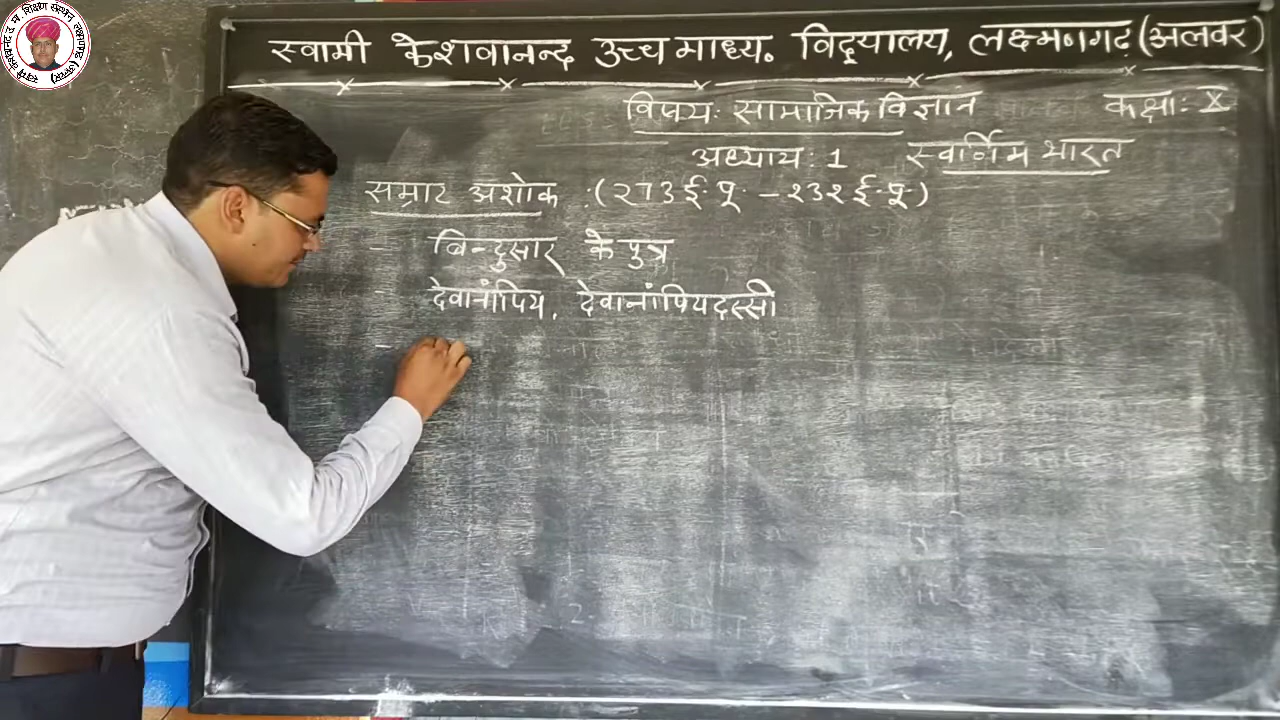 स्वामी केशवानन्द उच्च माध्य. विद्यालय, लक्ष्मणगढ़ (अलवर)
विषय: सामाजिक विज्ञान कक्षा: X
अध्याय: 1 स्वर्णिम भारत
सम्राट अशोक :(273 ई.पू. - 232 ई.पू.)
- बिन्दुसार के पुत्र
- देवानांपिय, देवानांपियदस्सी
-